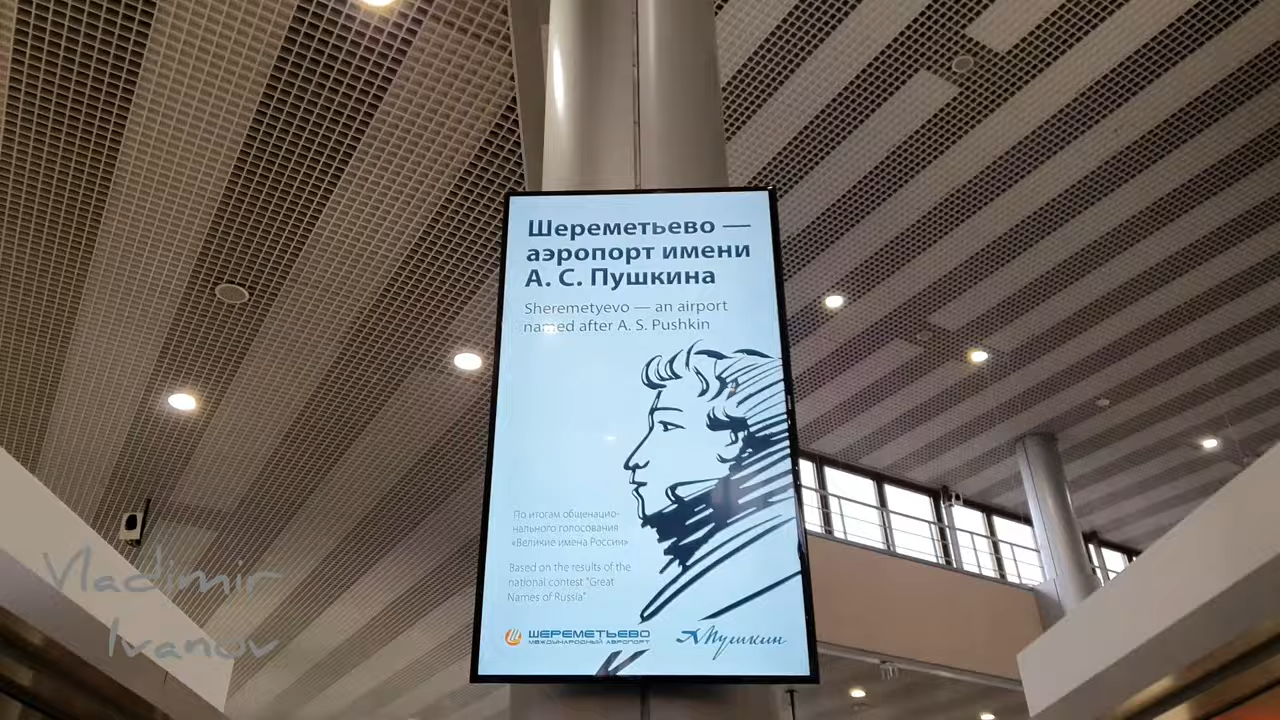 Шереметьево —
аэропорт имени
А. С. Пушкина
Sheremetyevo — an airport
named after A. S. Pushkin
По итогам общенацио-
нального голосования
«Великие имена России»
Based on the results of the
national contest "Great
Names of Russia"
ШЕРЕМЕТЬЕВО
МЕЖДУНАРОДНЫЙ АЭРОПОРТ
АПушкин
Vladimir
Ivanov